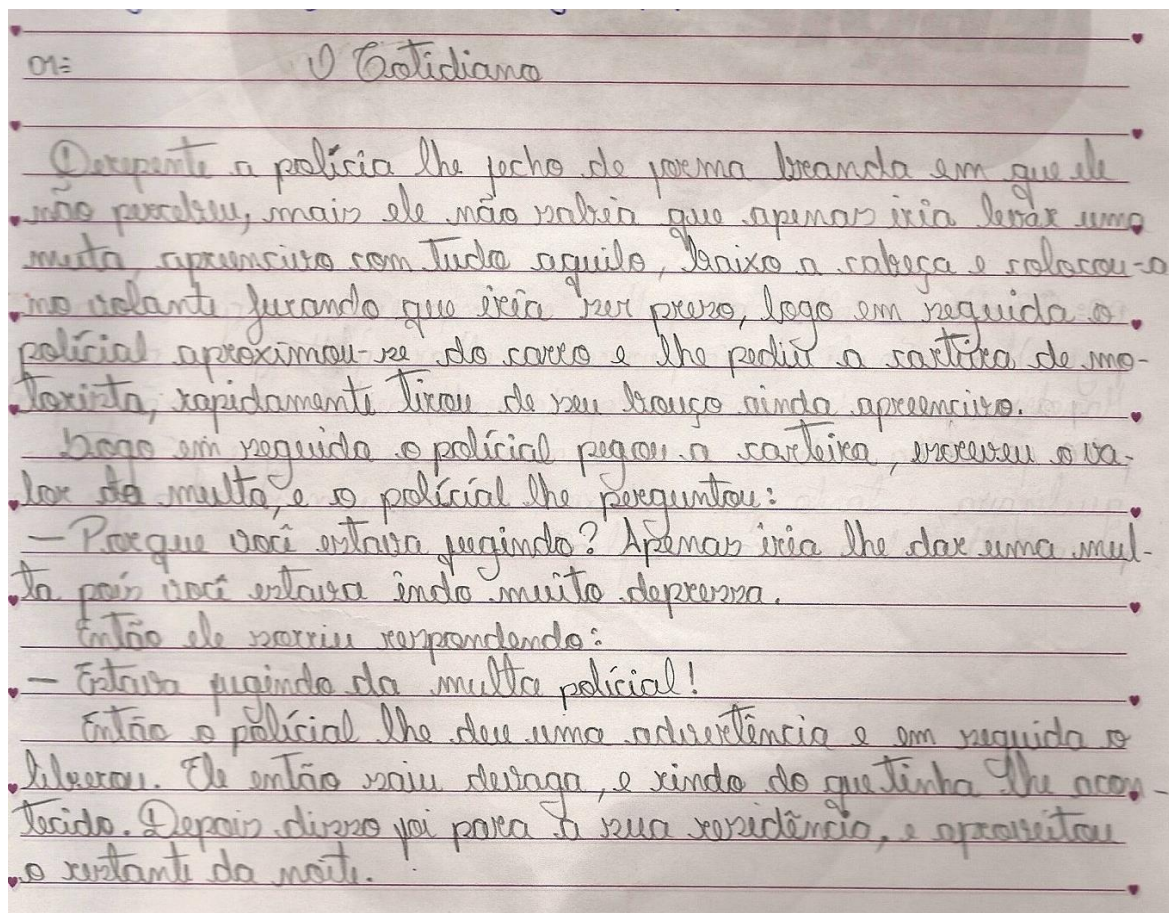 01=
O Cotidiano
Derepente a polícia lhe fecho de forma branda em que ele
não percebeu, mais ele não sabia que apenas iria levar uma
multa, apreencivo com tudo aquilo, baixo a cabeça e colocou-a
no volante jurando que iria ser preso, logo em seguida o
polícial aproximou-se do carro e lhe pediu a carteira de mo-
torista, rapidamente tirou de seu bouço ainda apreencivo.
Logo em seguida o polícial pegou a carteira, escreveu o va-
lor da multa, e o polícial lhe perguntou:
— Porque você estava fugindo? Apenas iria lhe dar uma mul-
ta pois você estava indo muito depressa.
Então ele sorriu respondendo:
— Estava fugindo da multa polícial!
Então o polícial lhe deu uma advertência e em seguida o
liberou. Ele então saiu devaga, e rindo do que tinha lhe acon-
tecido. Depois disso foi para a sua residência, e aproveitou
o restante da noite.